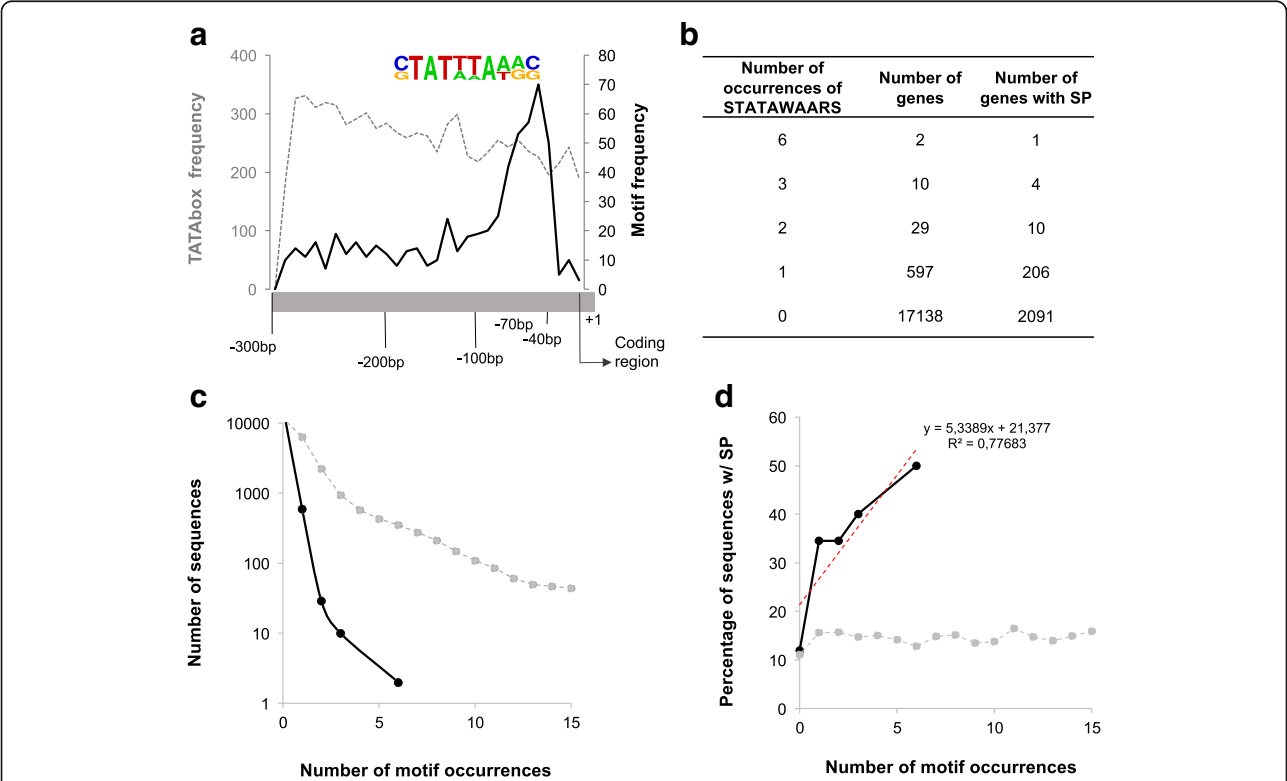 a
400
300
200
100
0
TATAbox frequency
CTATTTAAAC
GAATGG
80
70
60
50
40
30
20
10
0
Motif frequency
-300bp
-200bp
-100bp
-70bp
-40bp
+1
Coding
region
b
Number of
occurrences of
STATAWAARS
Number of
genes
Number of
genes with SP
6 2 1
3 10 4
2 29 10
1 597 206
0 17138 2091
c
10000
1000
100
10
1
Number of sequences
0 5 10 15
Number of motif occurrences
d
60
50
40
30
20
10
0
Percentage of sequences w/ SP
y = 5,3389x + 21,377
R² = 0,77683
0 5 10 15
Number of motif occurrences